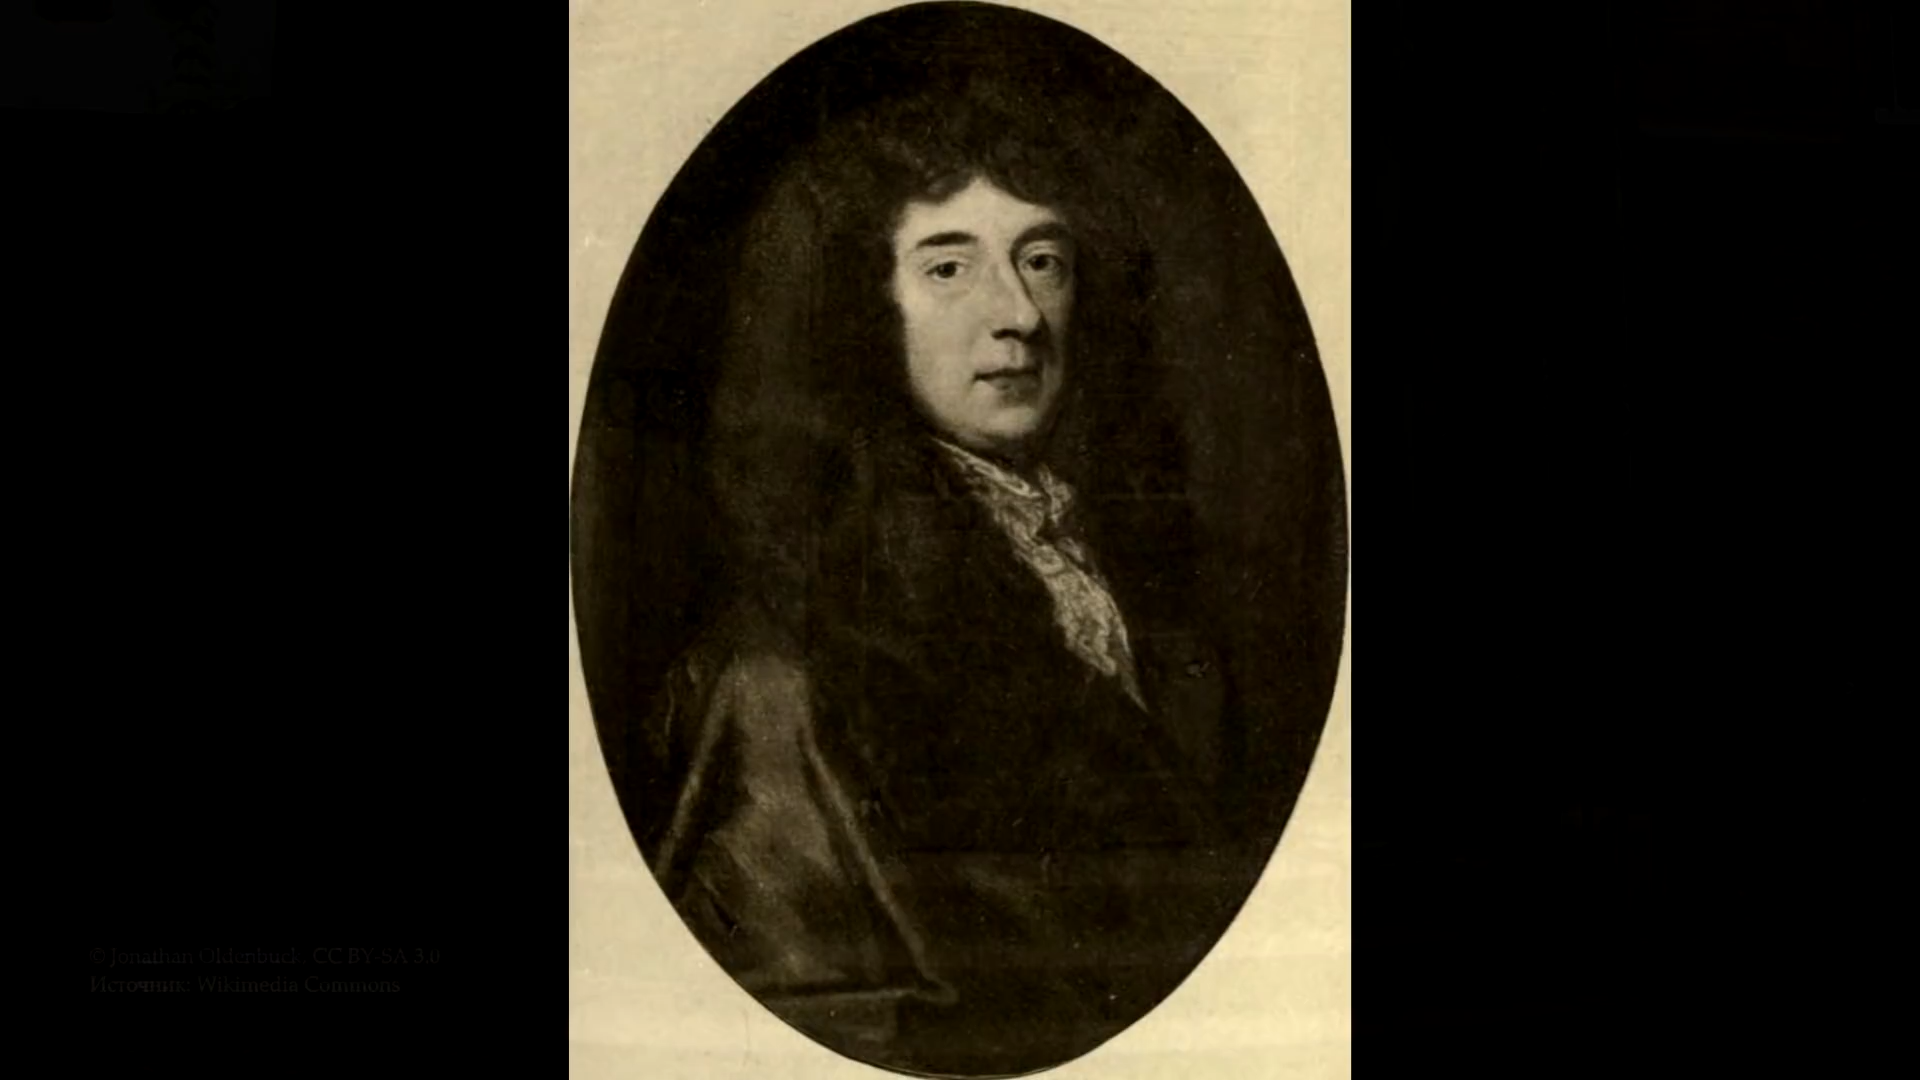 © Jonathan Oldenbuck, CC BY-SA 3.0
Источник: Wikimedia Commons